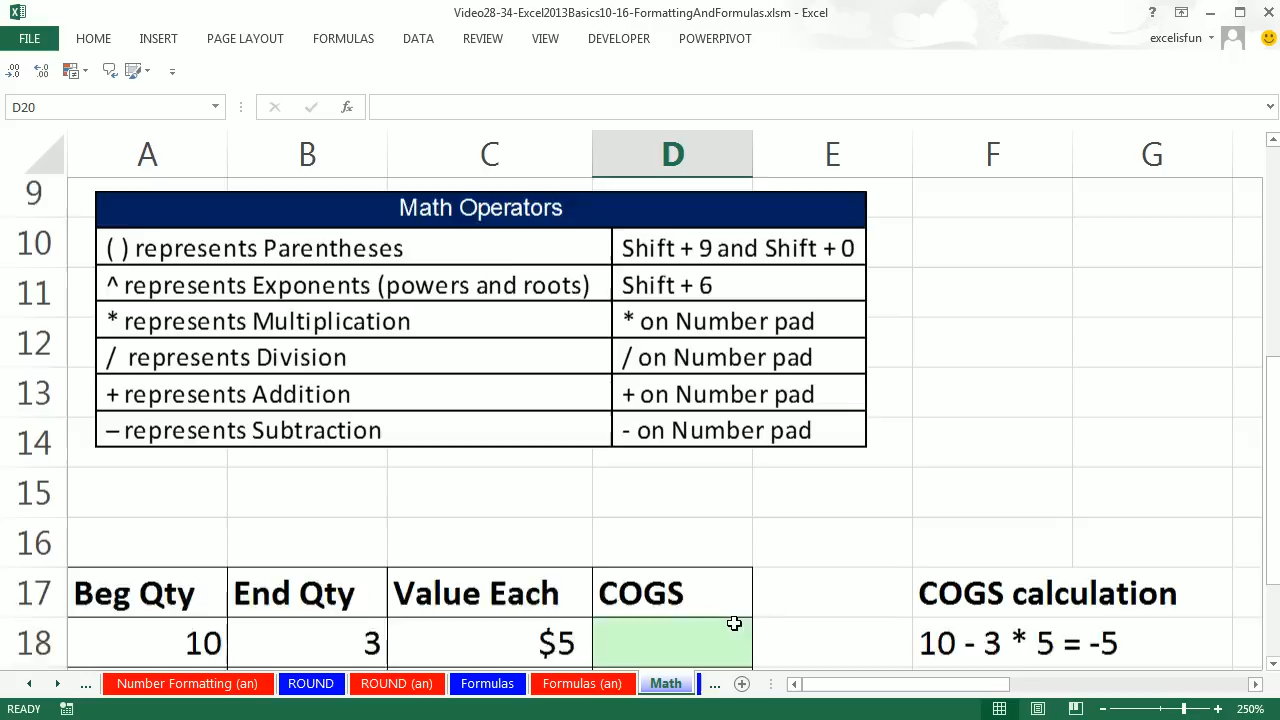 Video28-34-Excel2013Basics10-16-FormattingAndFormulas.xlsm - Excel
FILE HOME INSERT PAGE LAYOUT FORMULAS DATA REVIEW VIEW DEVELOPER POWERPIVOT excelisfun
D20 fx
A B C D E F G
9 Math Operators
10 ( ) represents Parentheses Shift + 9 and Shift + 0
11 ^ represents Exponents (powers and roots) Shift + 6
12 * represents Multiplication * on Number pad
/ represents Division / on Number pad
13 + represents Addition + on Number pad
14 – represents Subtraction - on Number pad
15
16
17 Beg Qty End Qty Value Each COGS COGS calculation
18 10 3 $5 10 - 3 * 5 = -5
... Number Formatting (an) ROUND ROUND (an) Formulas Formulas (an) Math ...
READY 250%